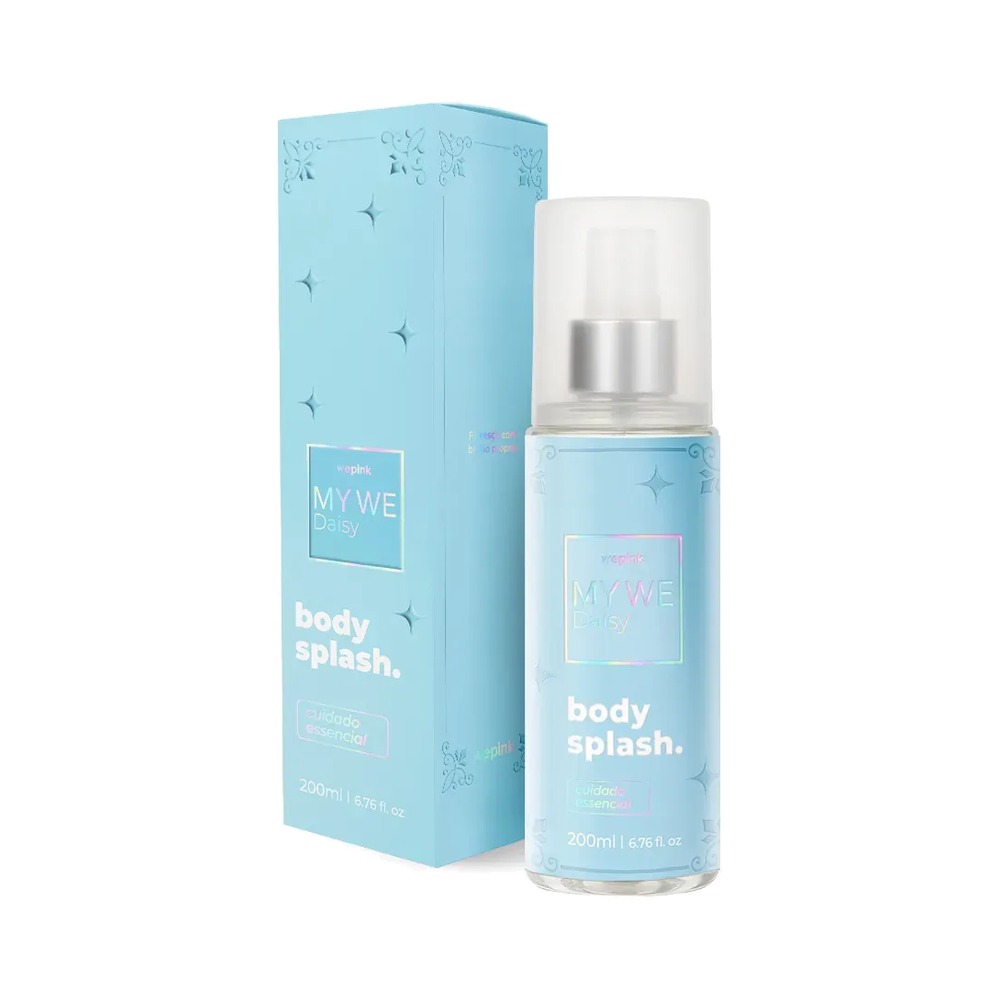 wepink
MY WE
Daisy
body
splash.
cuidado
essencial
200ml | 6.76 fl. oz
wepink
wepink
MY WE
Daisy
body
splash.
cuidado
essencial
200ml | 6.76 fl. oz